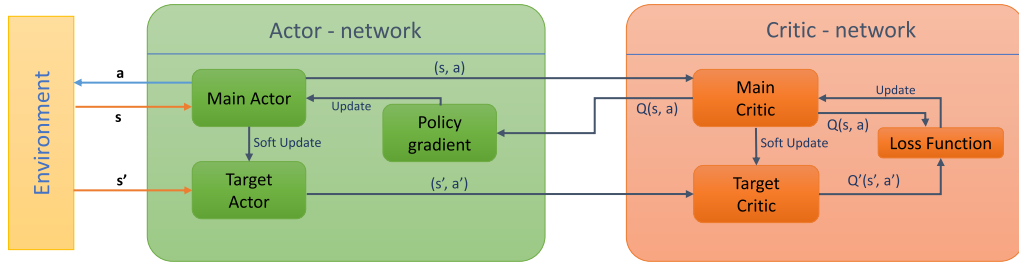 Environment
Actor - network
Critic - network
a
s
s’
Main Actor
(s, a)
Update
Policy
gradient
Q(s, a)
Soft Update
Target
Actor
(s’, a’)
Main
Critic
Update
Q(s, a)
Loss Function
Soft Update
Target
Critic
Q’(s’, a’)